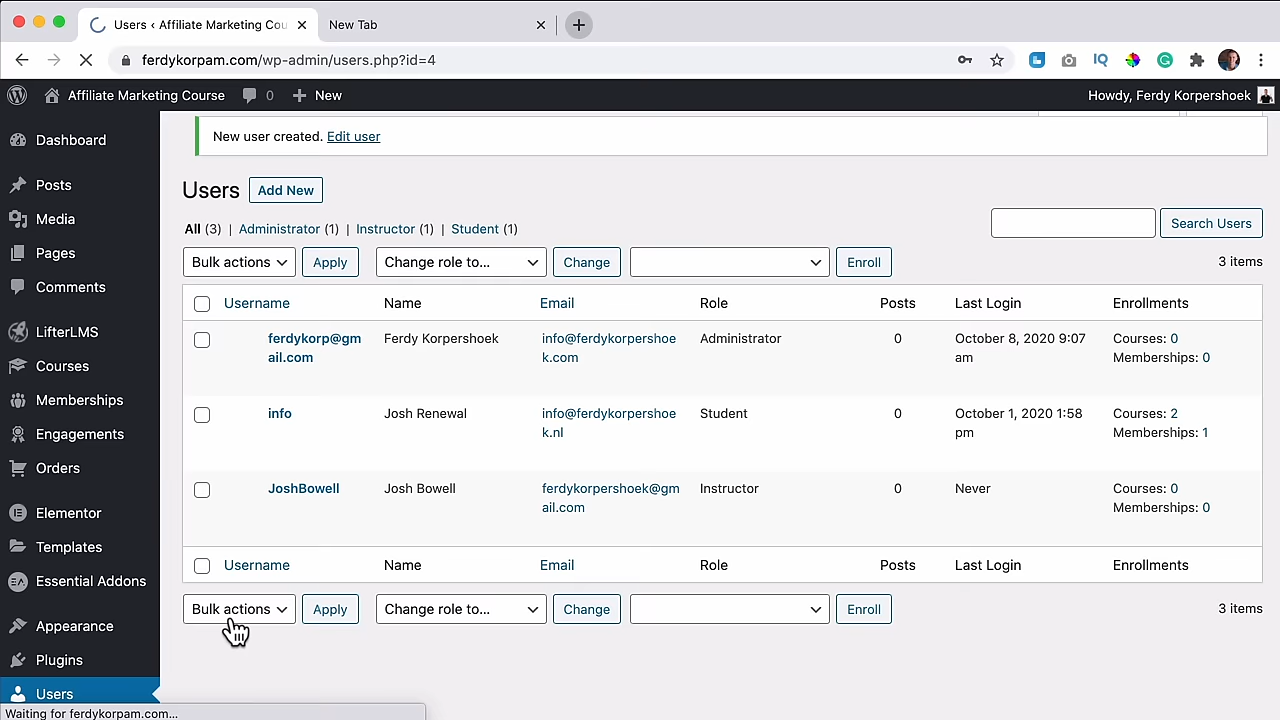 Users ‹ Affiliate Marketing Cou
New Tab
ferdykorpam.com/wp-admin/users.php?id=4
Affiliate Marketing Course 0 New
Howdy, Ferdy Korpershoek
Dashboard
Posts
Media
Pages
Comments
LifterLMS
Courses
Memberships
Engagements
Orders
Elementor
Templates
Essential Addons
Appearance
Plugins
Users
New user created. Edit user
Users Add New
All (3) | Administrator (1) | Instructor (1) | Student (1)
Search Users
Bulk actions Apply Change role to... Change Enroll 3 items
Username Name Email Role Posts Last Login Enrollments
ferdykorp@gm Ferdy Korpershoek info@ferdykorpershoe Administrator 0 October 8, 2020 9:07 Courses: 0
ail.com k.com am Memberships: 0
info Josh Renewal info@ferdykorpershoe Student 0 October 1, 2020 1:58 Courses: 2
k.nl pm Memberships: 1
JoshBowell Josh Bowell ferdykorpershoek@gm Instructor 0 Never Courses: 0
ail.com Memberships: 0
Username Name Email Role Posts Last Login Enrollments
Bulk actions Apply Change role to... Change Enroll 3 items
Waiting for ferdykorpam.com...